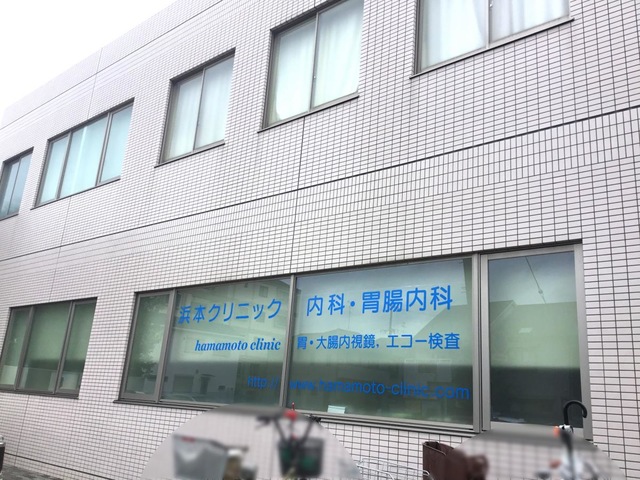 浜本クリニック 内科・胃腸内科
hamamoto clinic 胃・大腸内視鏡，エコー検査
http://www.hamamoto-clinic.com